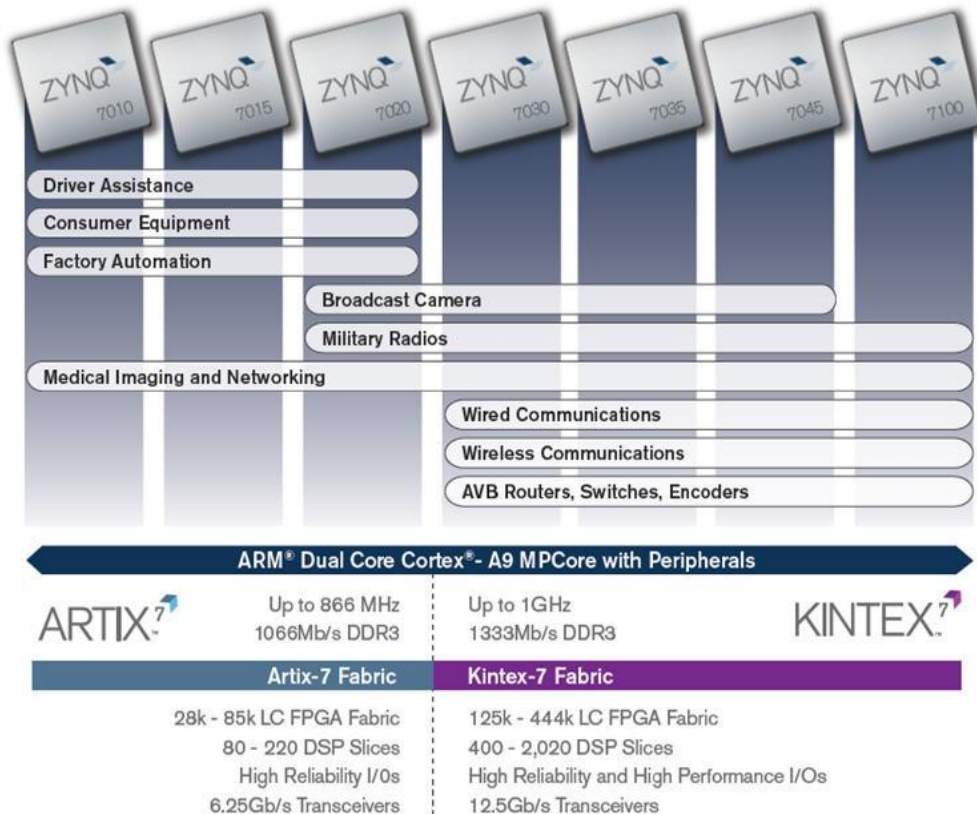 ZYNQ 7010
ZYNQ 7015
ZYNQ 7020
ZYNQ 7030
ZYNQ 7035
ZYNQ 7045
ZYNQ 7100
Driver Assistance
Consumer Equipment
Factory Automation
Broadcast Camera
Military Radios
Medical Imaging and Networking
Wired Communications
Wireless Communications
AVB Routers, Switches, Encoders
ARM® Dual Core Cortex®- A9 MPCore with Peripherals
ARTIX7™
Up to 866 MHz
1066Mb/s DDR3
Up to 1GHz
1333Mb/s DDR3
KINTEX7™
Artix-7 Fabric
Kintex-7 Fabric
28k - 85k LC FPGA Fabric
80 - 220 DSP Slices
High Reliability I/0s
6.25Gb/s Transceivers
125k - 444k LC FPGA Fabric
400 - 2,020 DSP Slices
High Reliability and High Performance I/Os
12.5Gb/s Transceivers